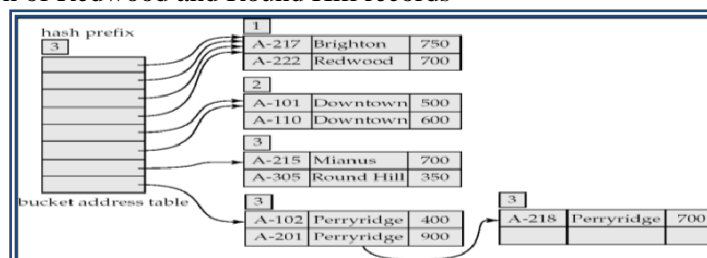 n of Redwood and Round Hill records
hash prefix
3
bucket address table
1
A-217 Brighton 750
A-222 Redwood 700
2
A-101 Downtown 500
A-110 Downtown 600
3
A-215 Mianus 700
A-305 Round Hill 350
3
A-102 Perryridge 400
A-201 Perryridge 900
3
A-218 Perryridge 700